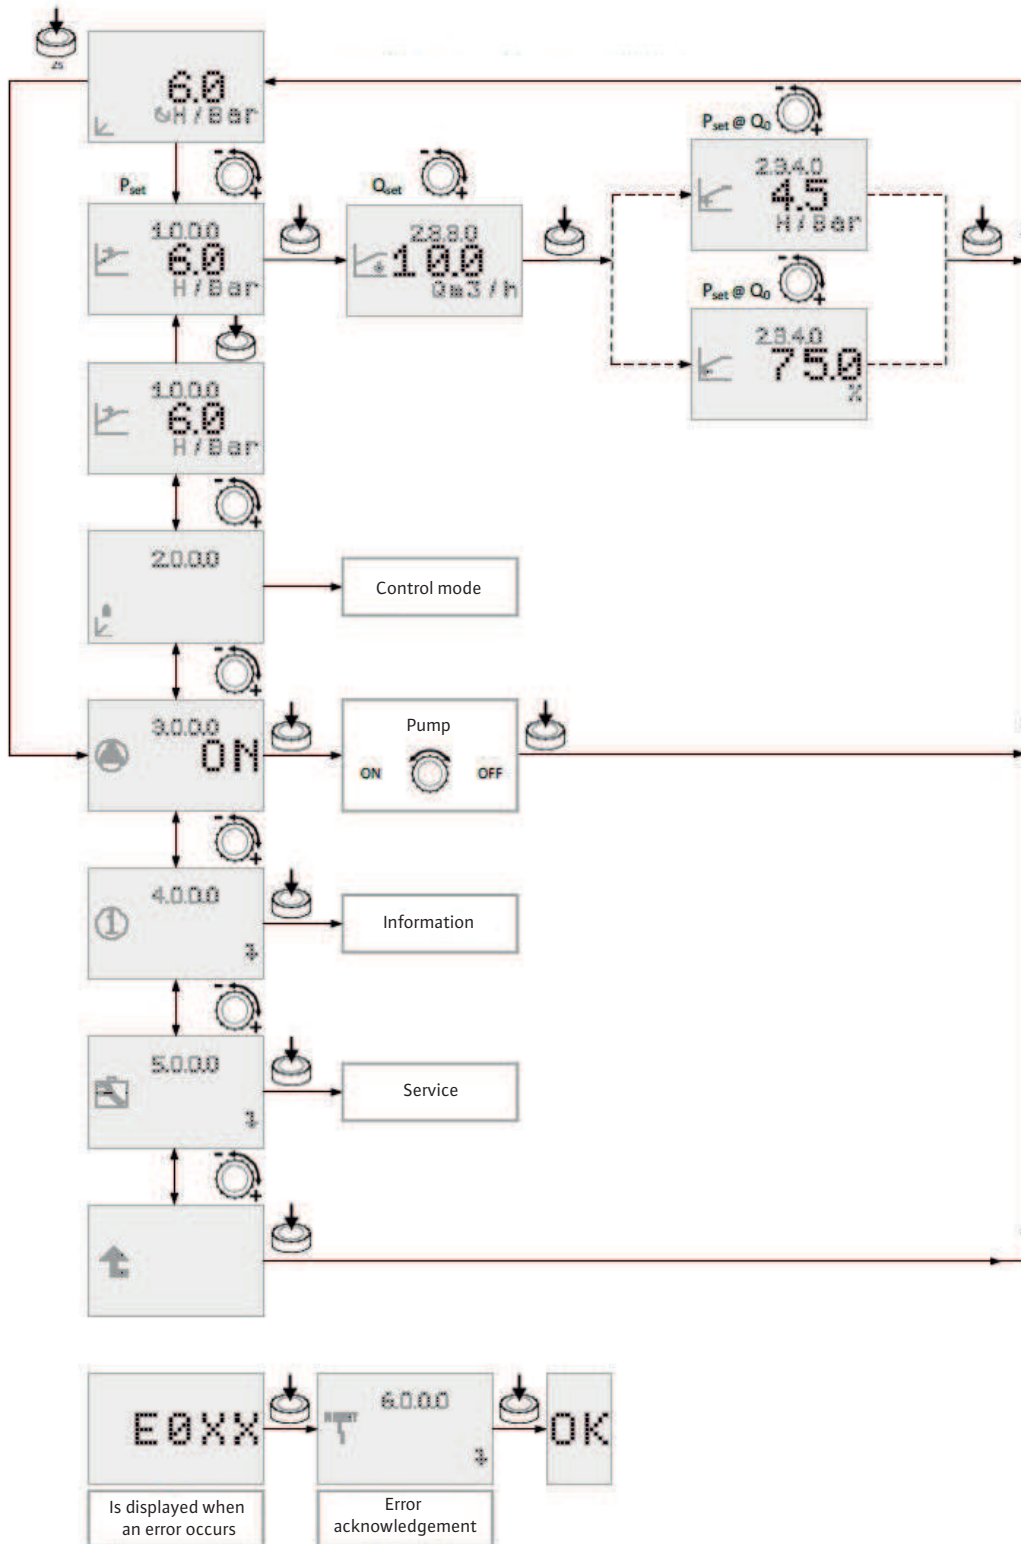 2s
6.0
H/Bar
Pset
1.0.0.0
6.0
H/Bar
Qset
2.3.3.0
10.0
Qm3/h
Pset @ Q0
2.3.4.0
4.5
H/Bar
Pset @ Q0
2.3.4.0
75.0
%
1.0.0.0
6.0
H/Bar
2.0.0.0
Control mode
3.0.0.0
ON
Pump
ON OFF
4.0.0.0
Information
5.0.0.0
Service
E0XX
6.0.0.0
RESET
OK
Is displayed when
an error occurs
Error
acknowledgement